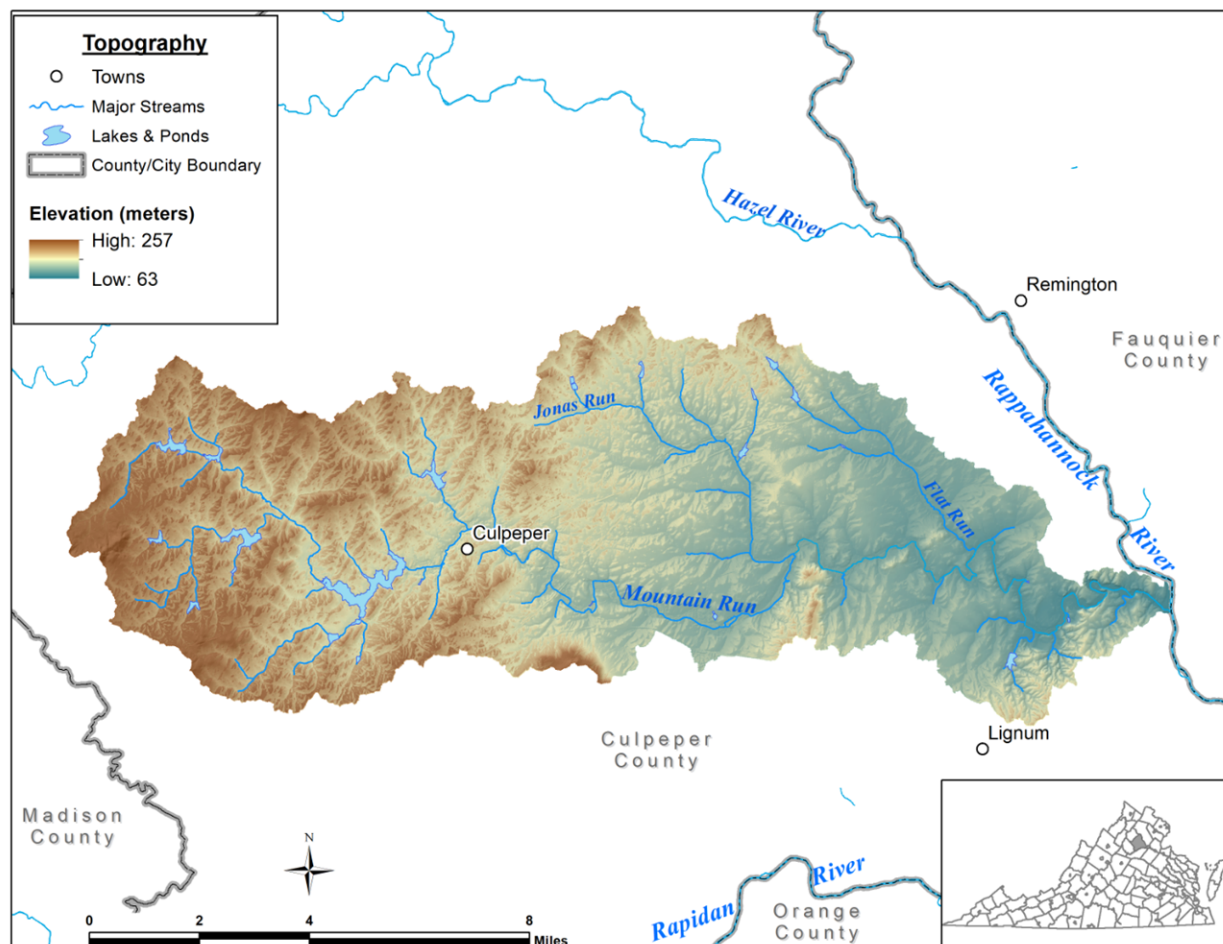 Topography
Towns
Major Streams
Lakes & Ponds
County/City Boundary
Elevation (meters)
High: 257
Low: 63
Hazel River
Remington
Fauquier
County
Rappahannock
River
Jonas Run
Flat Run
Culpeper
Mountain Run
Lignum
Culpeper
County
Madison
County
N
Rapidan
River
Orange
County
0 2 4 8
Miles